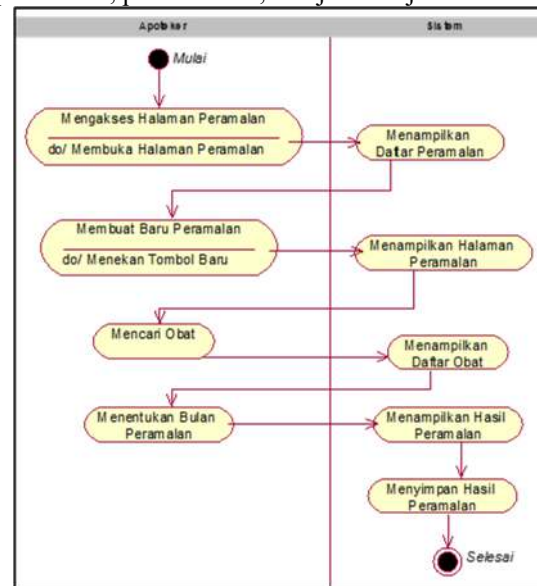 Apoteker
Sistem
Mulai
Mengakses Halaman Peramalan
do/ Membuka Halaman Peramalan
Menampilkan
Daftar Peramalan
Membuat Baru Peramalan
do/ Menekan Tombol Baru
Menampilkan Halaman
Peramalan
Mencari Obat
Menampilkan
Daftar Obat
Menentukan Bulan
Peramalan
Menampilkan Hasil
Peramalan
Menyimpan Hasil
Peramalan
Selesai